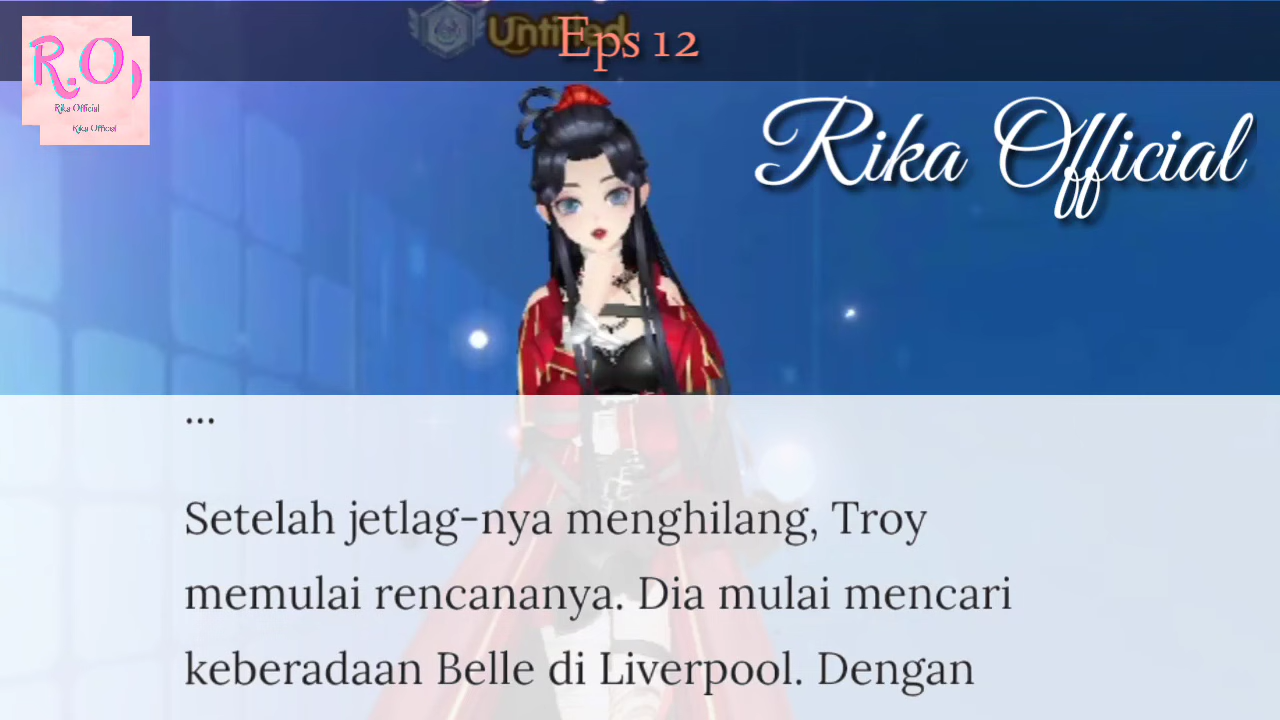 Untitled
Eps 12
R.O
Rika Official
Rika Official
Rika Official
...
Setelah jetlag-nya menghilang, Troy
memulai rencananya. Dia mulai mencari
keberadaan Belle di Liverpool. Dengan